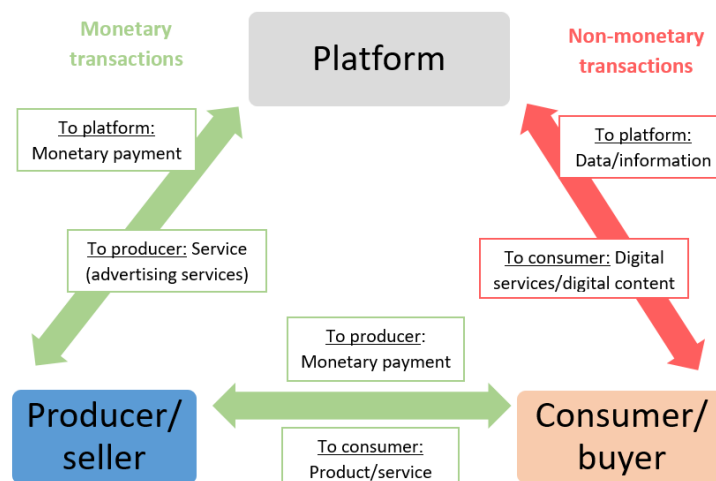 Monetary
transactions
Platform
Non-monetary
transactions
To platform:
Monetary payment
To platform:
Data/information
To producer: Service
(advertising services)
To consumer: Digital
services/digital content
To producer:
Monetary payment
Producer/
seller
Consumer/
buyer
To consumer:
Product/service